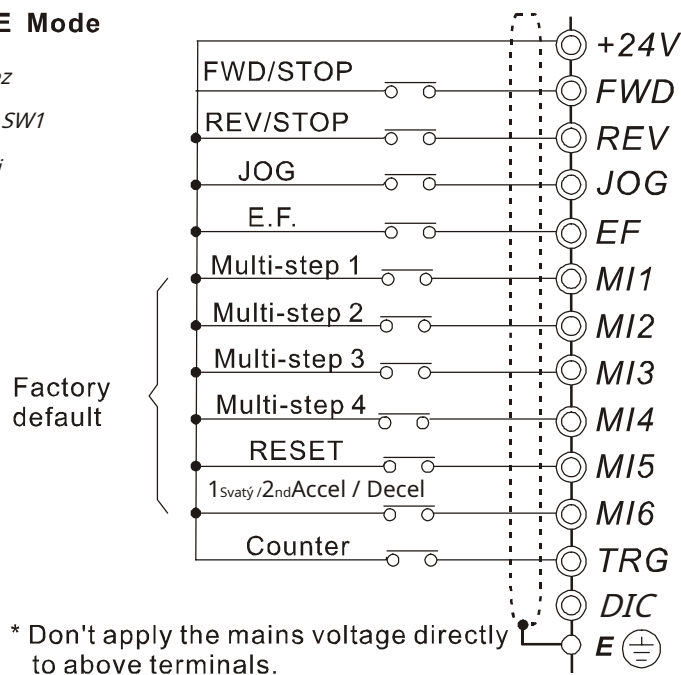 E Mode
oz
SW1
i
+24V
FWD/STOP
FWD
REV/STOP
REV
JOG
JOG
E.F.
EF
Multi-step 1
MI1
Multi-step 2
MI2
Multi-step 3
MI3
Factory
default
Multi-step 4
MI4
RESET
MI5
1Svatý/2ndAccel / Decel
MI6
Counter
TRG
DIC
* Don't apply the mains voltage directly
to above terminals.
E